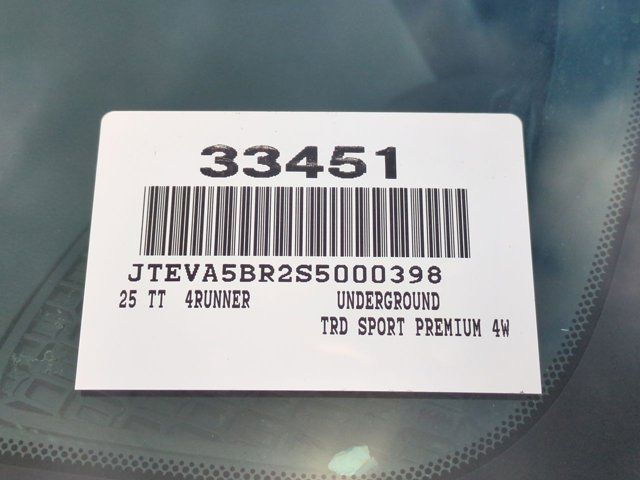 33451
JTEVA5BR2S5000398
25 TT 4RUNNER UNDERGROUND
TRD SPORT PREMIUM 4W